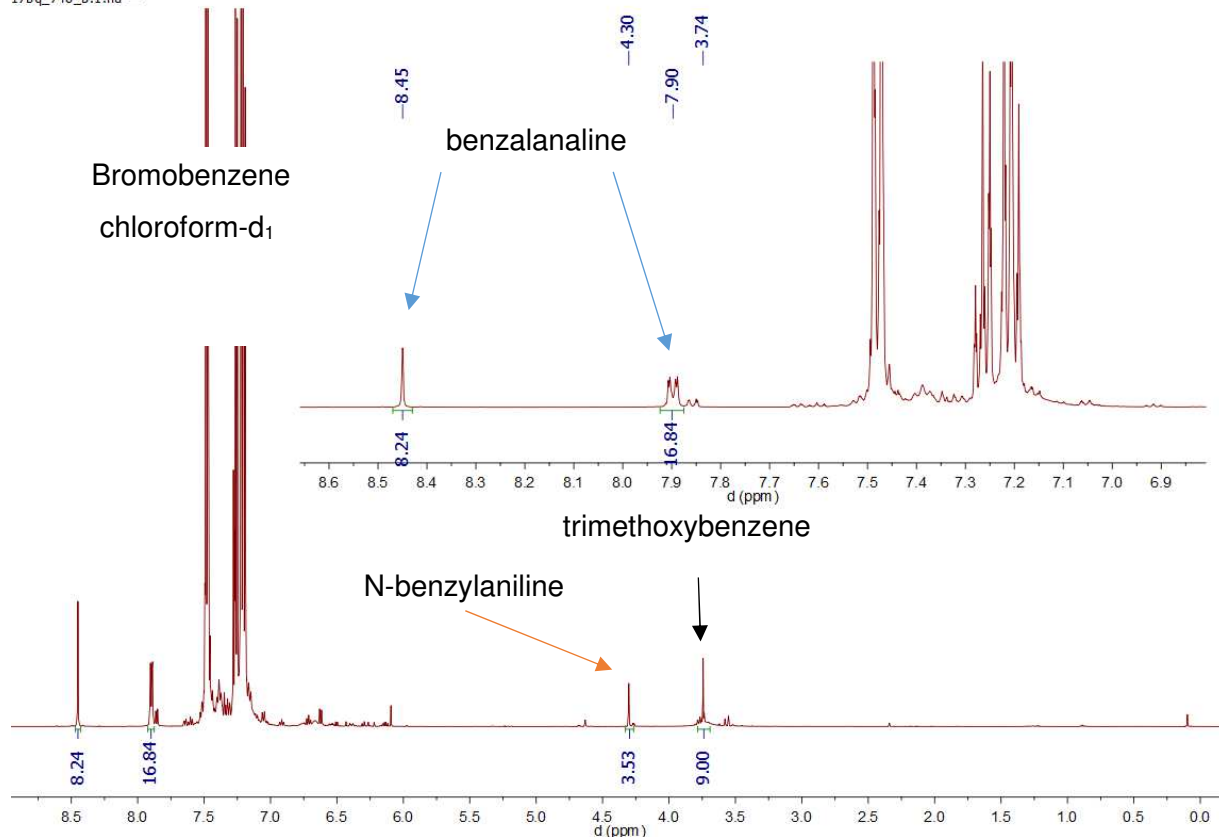 –8.45
–4.30
–7.90
–3.74
benzalanaline
Bromobenzene
chloroform-d₁
8.24
16.84
8.6 8.5 8.4 8.3 8.2 8.1 8.0 7.9 7.8 7.7 7.6 7.5 7.4 7.3 7.2 7.1 7.0 6.9
d (ppm)
trimethoxybenzene
N-benzylaniline
8.24
16.84
3.53
9.00
8.5 8.0 7.5 7.0 6.5 6.0 5.5 5.0 4.5 4.0 3.5 3.0 2.5 2.0 1.5 1.0 0.5 0.0
d (ppm)